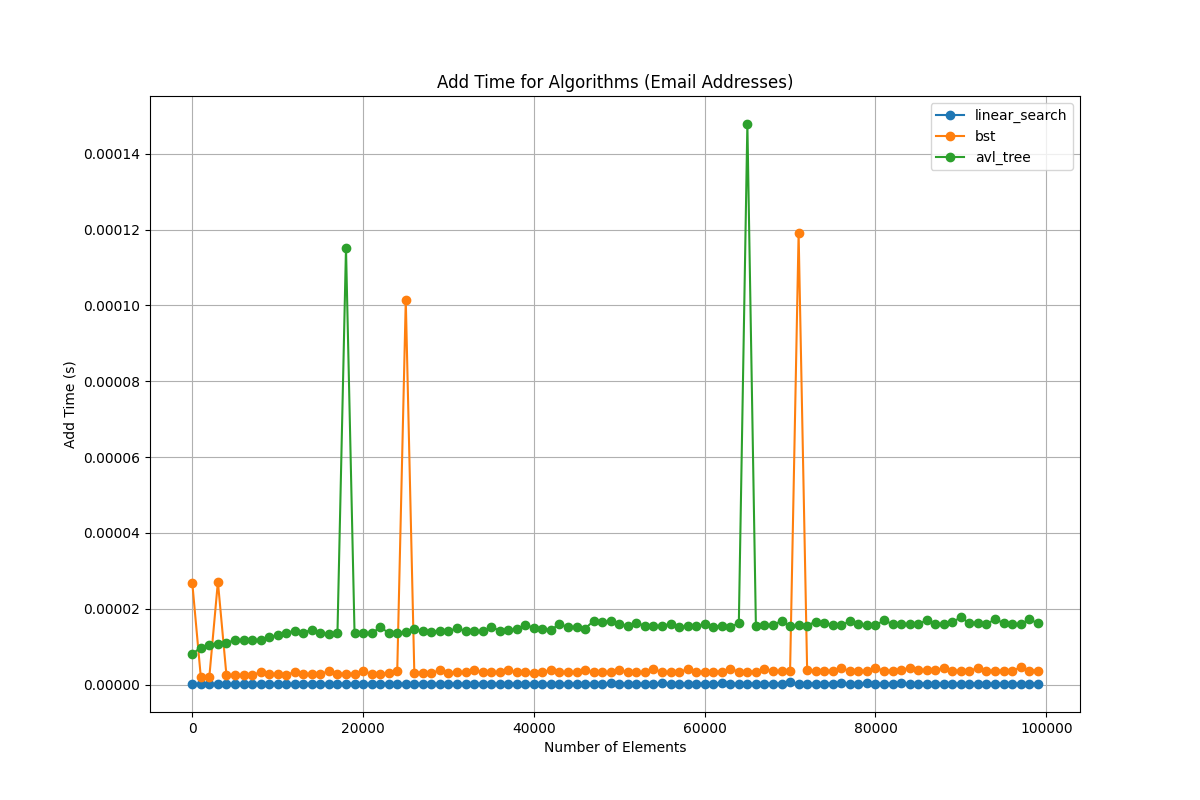 Add Time for Algorithms (Email Addresses)
linear_search
bst
avl_tree
Add Time (s)
0.00014
0.00012
0.00010
0.00008
0.00006
0.00004
0.00002
0.00000
0 20000 40000 60000 80000 100000
Number of Elements